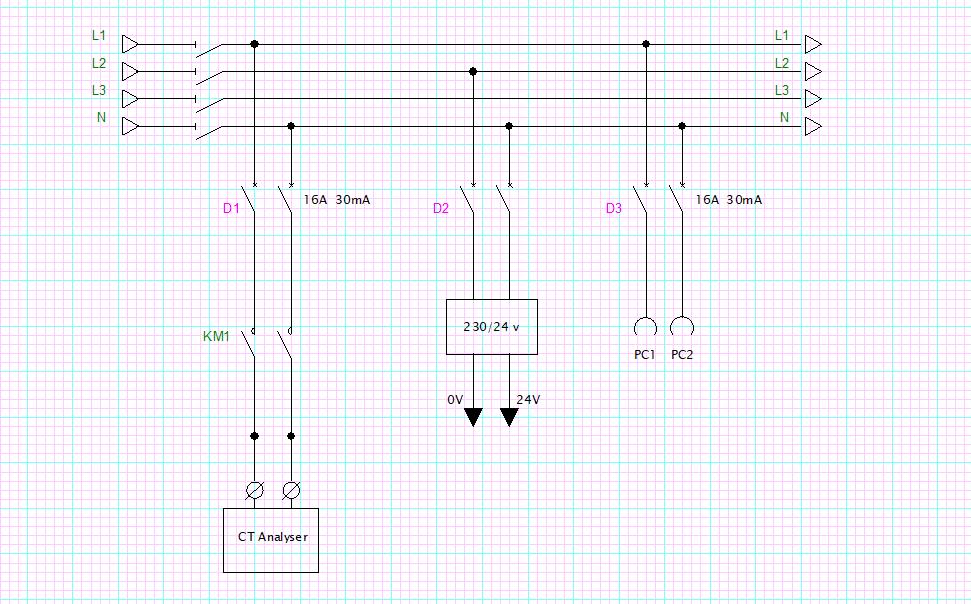 L1 L1
L2 L2
L3 L3
N N
D1 16A 30mA D2 D3 16A 30mA
230/24 v
KM1
PC1 PC2
0V 24V
CT Analyser